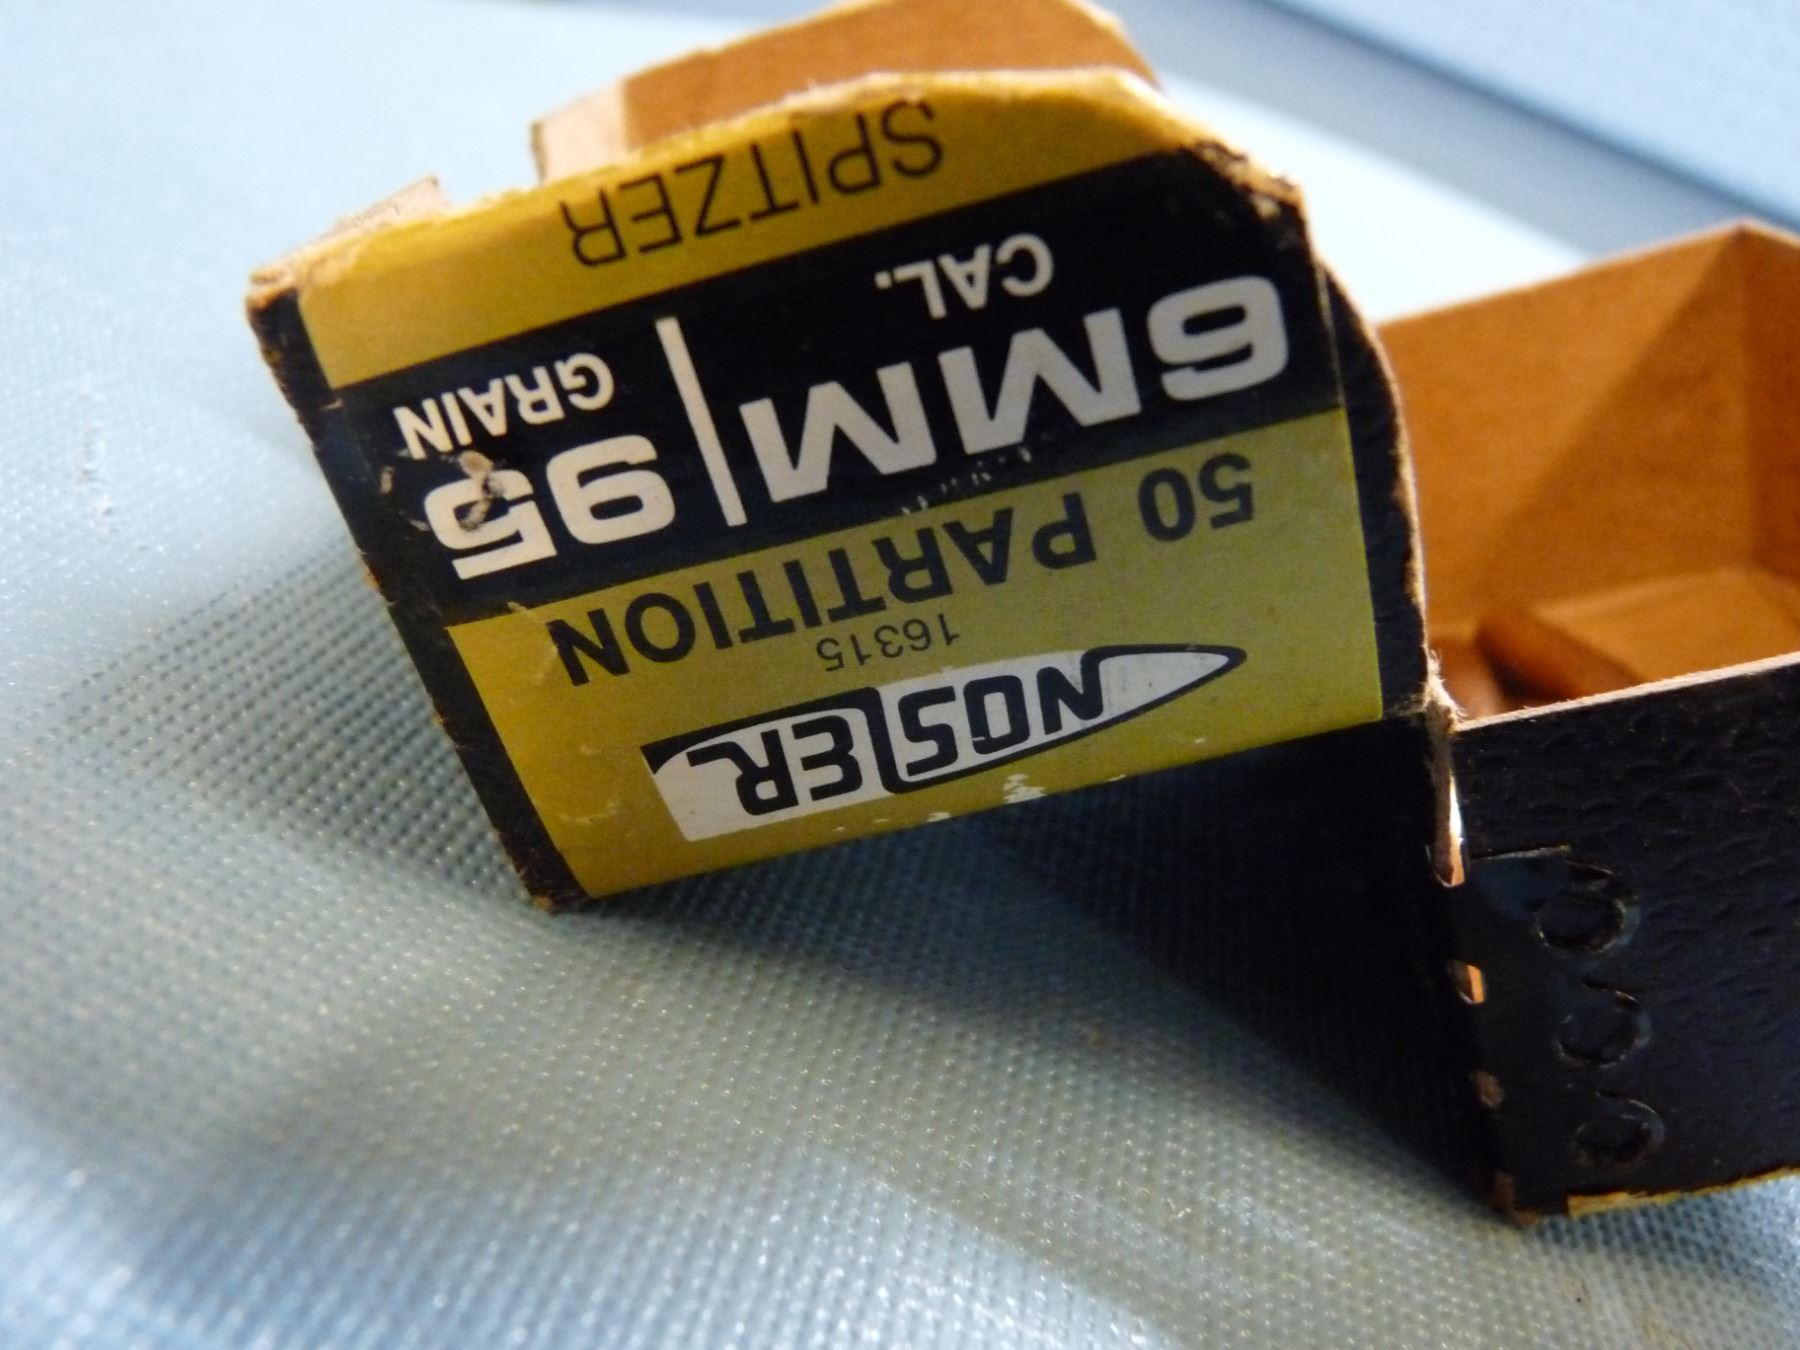 NOSLER
16315
50 PARTITION
6MM 95
CAL. GRAIN
SPITZER